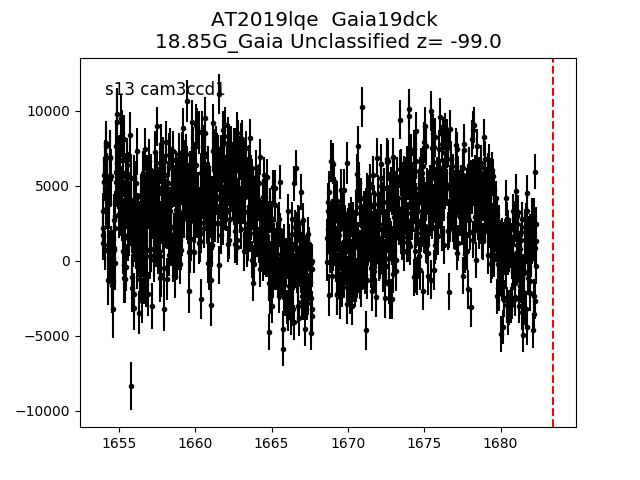 AT2019lqe  Gaia19dck
18.85G_Gaia Unclassified z= -99.0
s13 cam3ccd1
10000
5000
0
−5000
−10000
1655 1660 1665 1670 1675 1680